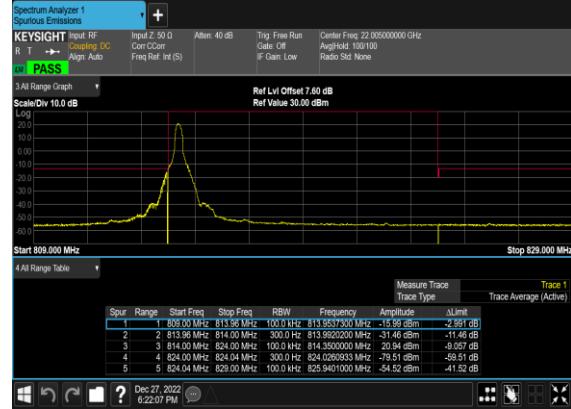 Spectrum Analyzer 1
Spurious Emissions
KEYSIGHT Input: RF Input Z: 50 Ω Atten: 40 dB Trig: Free Run Center Freq: 22.005000000 GHz
R T Coupling: DC Corr CCorr Gate: Off Avg|Hold: 100/100
Align: Auto Freq Ref: Int (S) IF Gain: Low Radio Std: None
PASS
3 All Range Graph
Ref Lvl Offset 7.60 dB
Scale/Div 10.0 dB Ref Value 30.00 dBm
Log
20.0
10.0
0.00
-10.0
-20.0
-30.0
-40.0
-50.0
-60.0
Start 809.000 MHz Stop 829.000 MHz
4 All Range Table
Measure Trace Trace 1
Trace Type Trace Average (Active)
Spur Range Start Freq Stop Freq RBW Frequency Amplitude ΔLimit
1 1 809.00 MHz 813.96 MHz 100.0 kHz 813.9537300 MHz -15.99 dBm -2.991 dB
2 2 813.96 MHz 814.00 MHz 300.0 Hz 813.9920200 MHz -31.46 dBm -11.46 dB
3 3 814.00 MHz 824.00 MHz 100.0 kHz 814.3500000 MHz 20.94 dBm -9.057 dB
4 4 824.00 MHz 824.04 MHz 300.0 Hz 824.0260933 MHz -79.51 dBm -59.51 dB
5 5 824.04 MHz 829.00 MHz 100.0 kHz 825.9401000 MHz -54.52 dBm -41.52 dB
Dec 27, 2022
6:22:07 PM